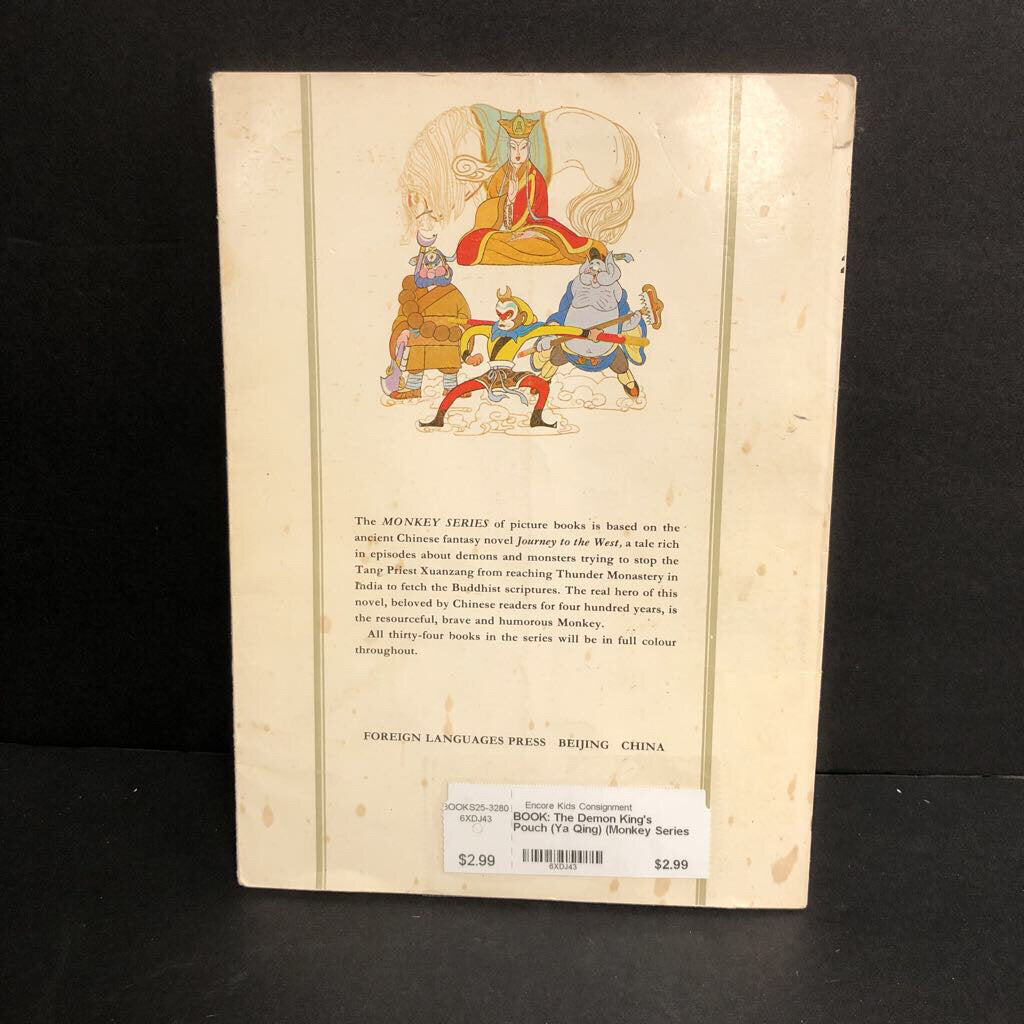 The MONKEY SERIES of picture books is based on the
ancient Chinese fantasy novel Journey to the West, a tale rich
in episodes about demons and monsters trying to stop the
Tang Priest Xuanzang from reaching Thunder Monastery in
India to fetch the Buddhist scriptures. The real hero of this
novel, beloved by Chinese readers for four hundred years, is
the resourceful, brave and humorous Monkey.
All thirty-four books in the series will be in full colour
throughout.
FOREIGN LANGUAGES PRESS BEIJING CHINA
BOOKS25-3280
6XDJ43
$2.99
Encore Kids Consignment
BOOK: The Demon King's
Pouch (Ya Qing) (Monkey Series
6XDJ43
$2.99